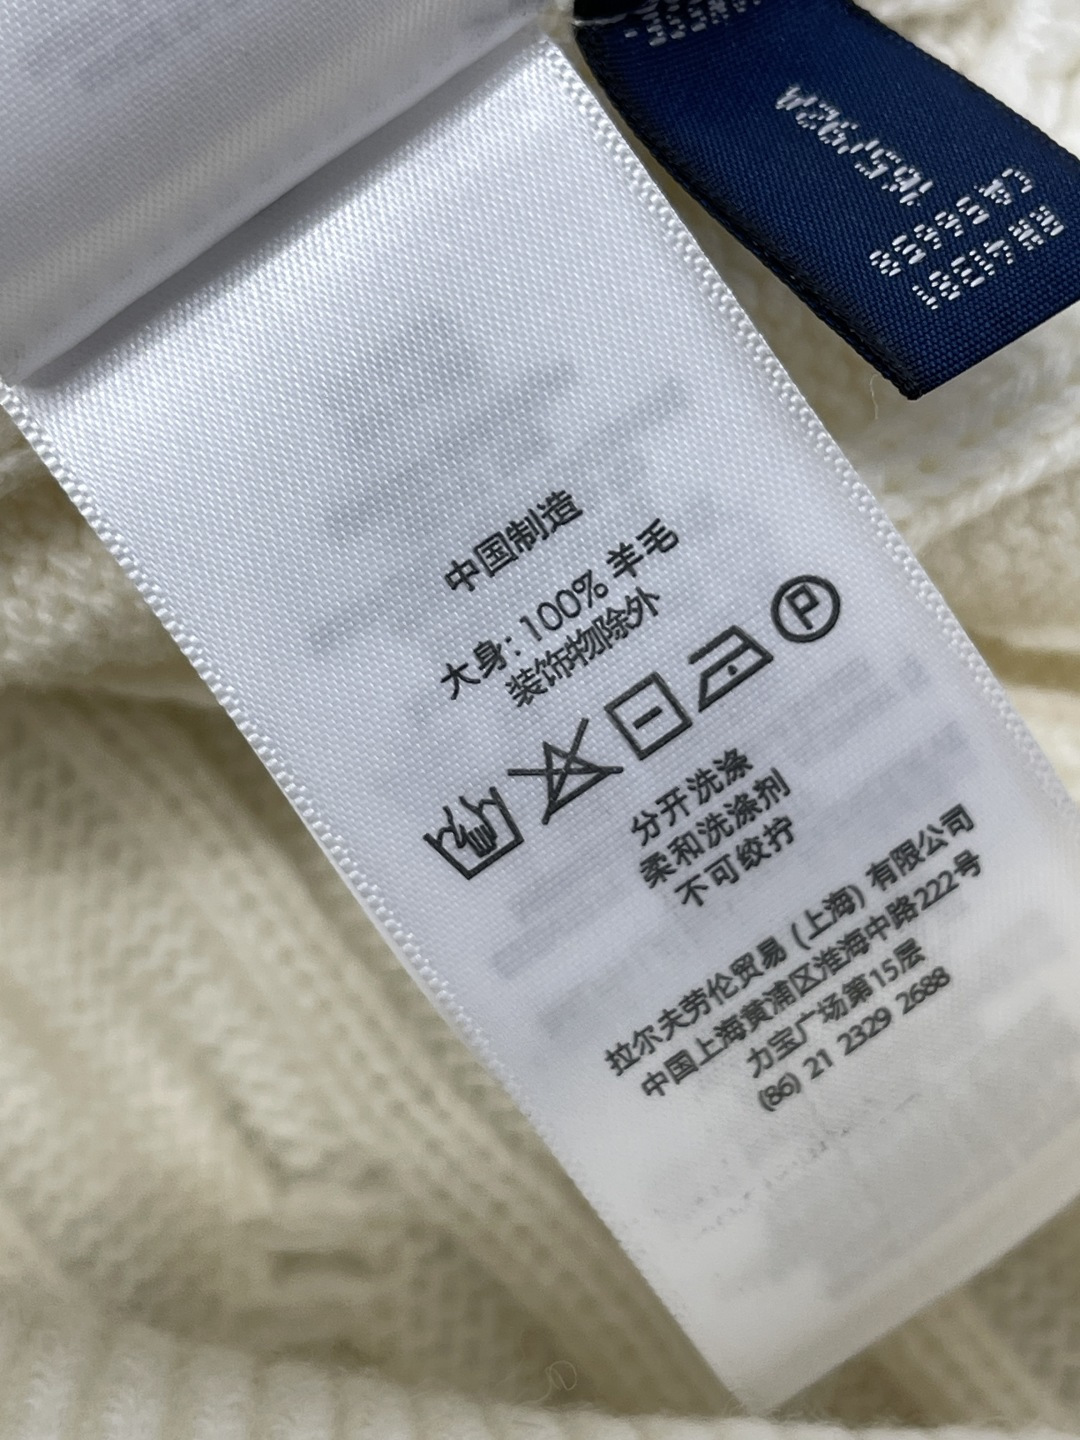 中国制造
大身: 100% 羊毛
装饰物除外
P
分开洗涤
柔和洗涤剂
不可绞拧
拉尔夫劳伦贸易 (上海) 有限公司
中国上海黄浦区淮海中路222号
力宝广场第15层
(86) 21 2329 2688